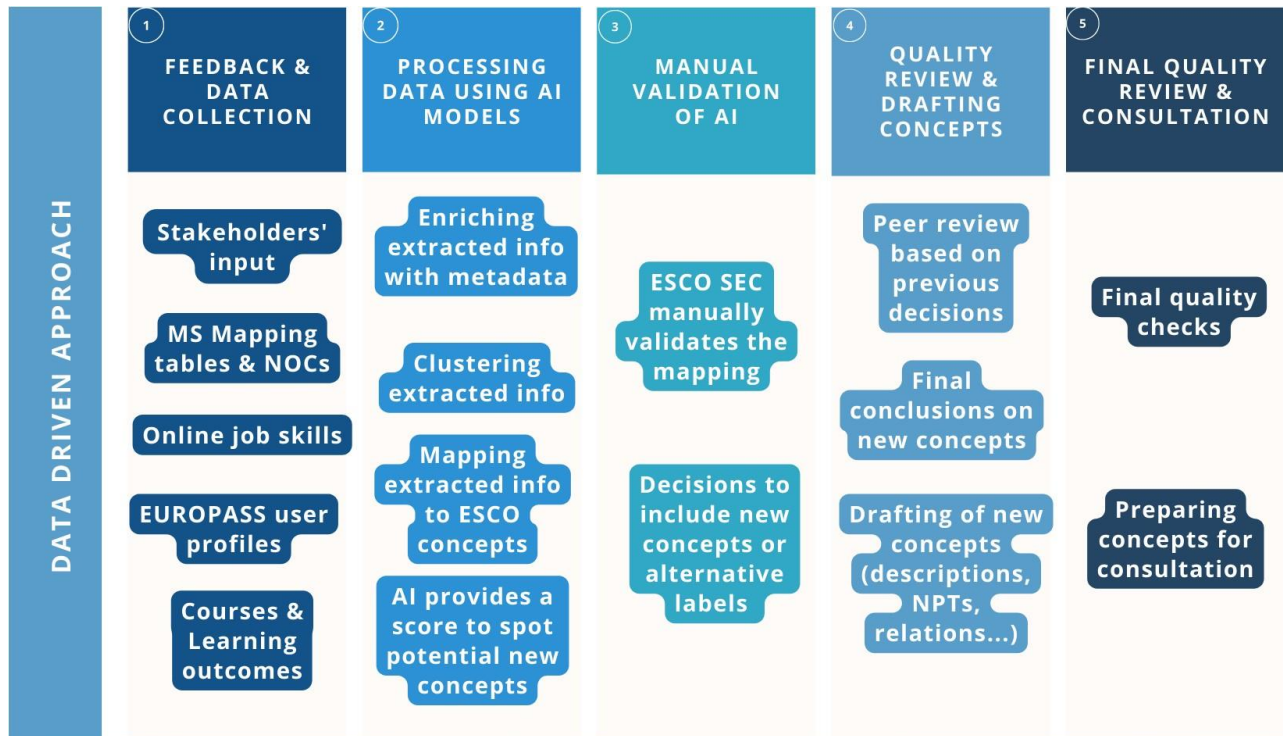 DATA DRIVEN APPROACH
1
FEEDBACK &
DATA
COLLECTION
Stakeholders'
input
MS Mapping
tables & NOCs
Online job skills
EUROPASS user
profiles
Courses &
Learning
outcomes
2
PROCESSING
DATA USING AI
MODELS
Enriching
extracted info
with metadata
Clustering
extracted info
Mapping
extracted info
to ESCO
concepts
AI provides a
score to spot
potential new
concepts
3
MANUAL
VALIDATION
OF AI
ESCO SEC
manually
validates the
mapping
Decisions to
include new
concepts or
alternative
labels
4
QUALITY
REVIEW &
DRAFTING
CONCEPTS
Peer review
based on
previous
decisions
Final
conclusions on
new concepts
Drafting of new
concepts
(descriptions,
NPTs,
relations...)
5
FINAL QUALITY
REVIEW &
CONSULTATION
Final quality
checks
Preparing
concepts for
consultation